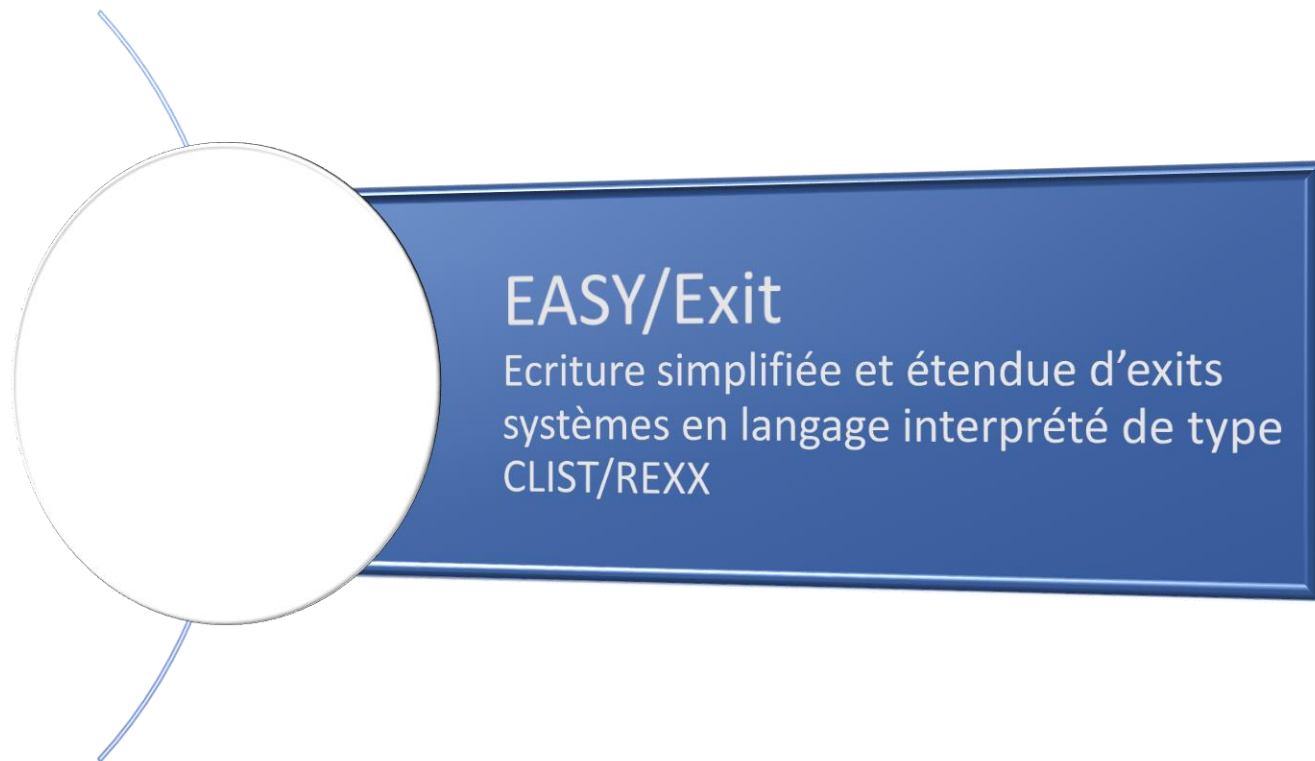 EASY/Exit
Ecriture simplifiée et étendue d’exits
systèmes en langage interprété de type
CLIST/REXX